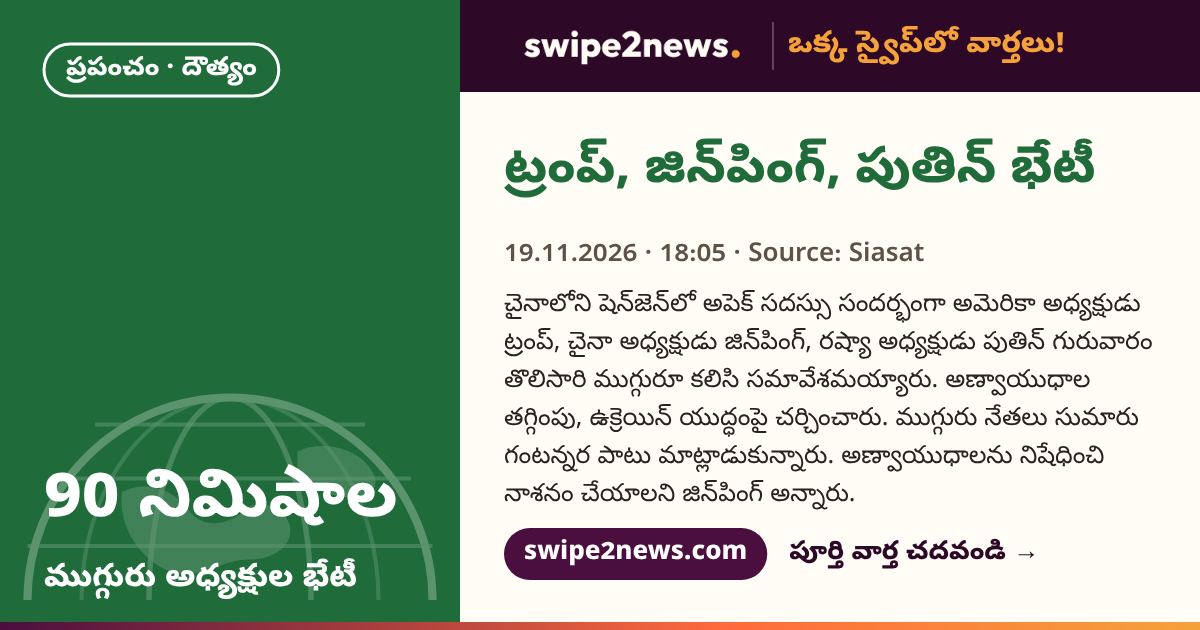 ప్రపంచం · దౌత్యం
90 నిమిషాల
ముగ్గురు అధ్యక్షుల భేటీ
swipe2news.
ఒక్క స్వైప్‌లో వార్తలు!
ట్రంప్, జిన్‌పింగ్, పుతిన్ భేటీ
19.11.2026 · 18:05 · Source: Siasat
చైనాలోని షెన్‌జెన్‌లో అపెక్ సదస్సు సందర్భంగా అమెరికా అధ్యక్షుడు
ట్రంప్, చైనా అధ్యక్షుడు జిన్‌పింగ్, రష్యా అధ్యక్షుడు పుతిన్ గురువారం
తొలిసారి ముగ్గురూ కలిసి సమావేశమయ్యారు. అణ్వాయుధాల
తగ్గింపు, ఉక్రెయిన్ యుద్ధంపై చర్చించారు. ముగ్గురు నేతలు సుమారు
గంటన్నర పాటు మాట్లాడుకున్నారు. అణ్వాయుధాలను నిషేధించి
నాశనం చేయాలని జిన్‌పింగ్ అన్నారు.
swipe2news.com
పూర్తి వార్త చదవండి →